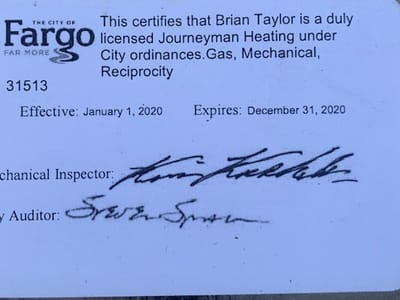 THE CITY OF
Fargo
FAR MORE
This certifies that Brian Taylor is a duly
licensed Journeyman Heating under
City ordinances.Gas, Mechanical,
Reciprocity
31513
Effective: January 1, 2020 Expires: December 31, 2020
chanical Inspector:
y Auditor: Steven